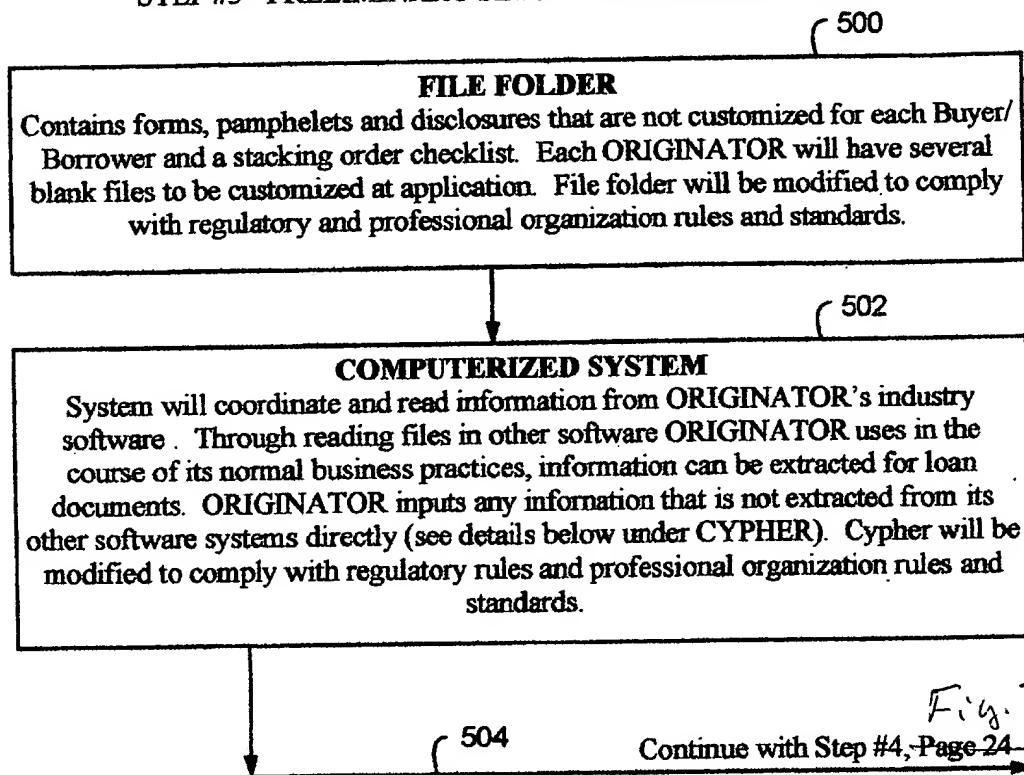 500
FILE FOLDER
Contains forms, pamphelets and disclosures that are not customized for each Buyer/
Borrower and a stacking order checklist. Each ORIGINATOR will have several
blank files to be customized at application. File folder will be modified to comply
with regulatory and professional organization rules and standards.
502
COMPUTERIZED SYSTEM
System will coordinate and read information from ORIGINATOR's industry
software . Through reading files in other software ORIGINATOR uses in the
course of its normal business practices, information can be extracted for loan
documents. ORIGINATOR inputs any information that is not extracted from its
other software systems directly (see details below under CYPHER). Cypher will be
modified to comply with regulatory rules and professional organization rules and
standards.
Fig.
504
Continue with Step #4, Page 24